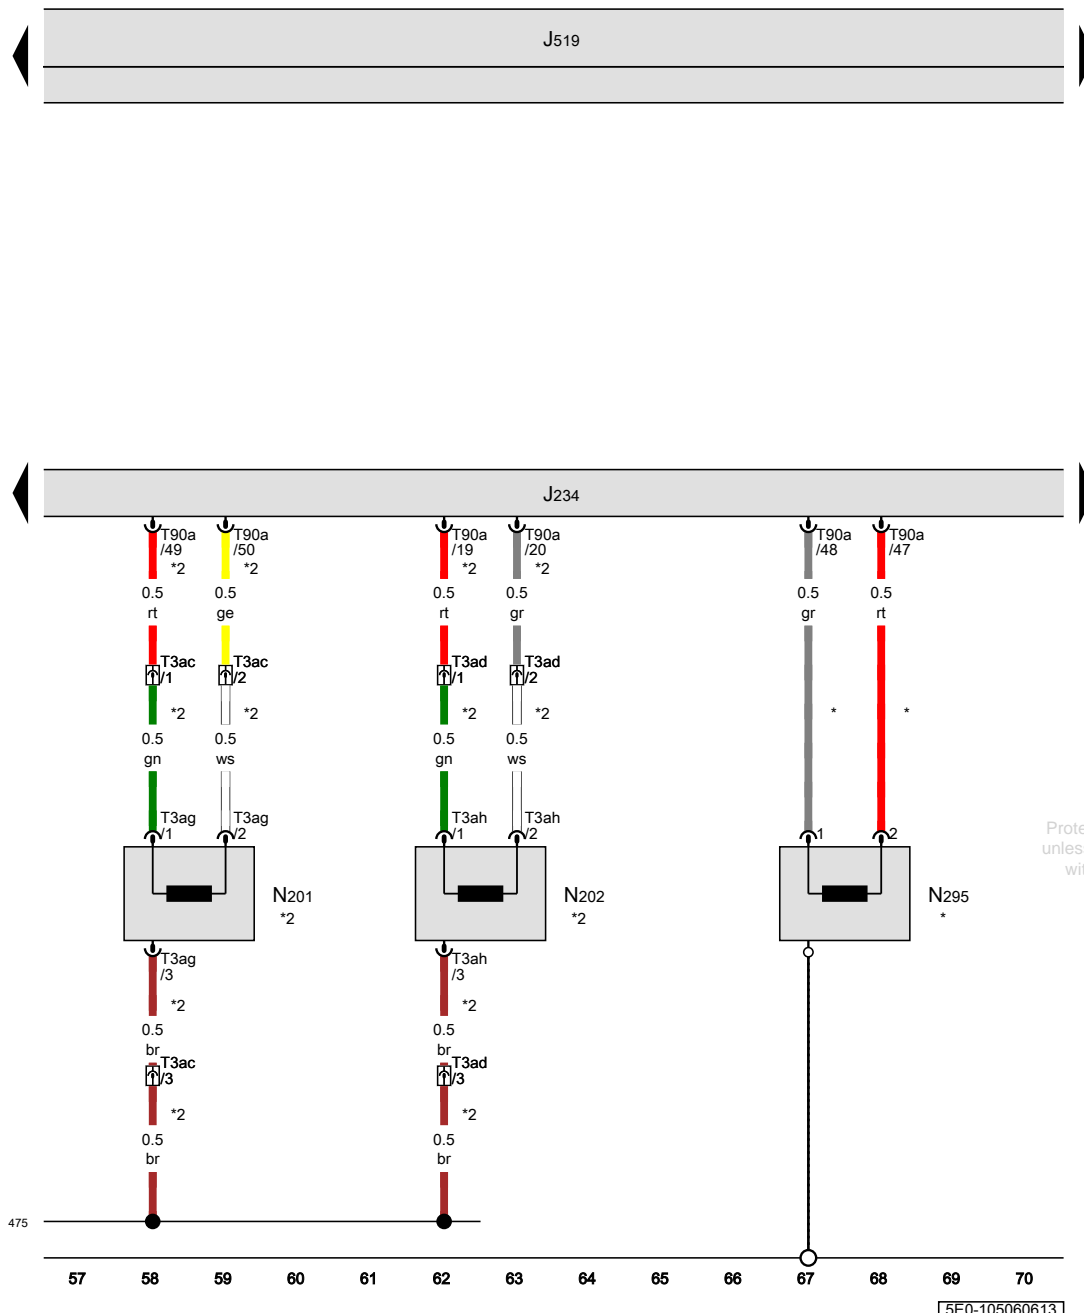 J519
J234
T90a T90a T90a T90a T90a T90a
/49 /50 /19 /20 /48 /47
*2 *2 *2 *2
0.5 0.5 0.5 0.5 0.5 0.5
rt ge rt gr gr rt
T3ac T3ac T3ad T3ad
/1 /2 /1 /2
*2 *2 *2 *2 * *
0.5 0.5 0.5 0.5
gn ws gn ws
T3ag T3ag T3ah T3ah
/1 /2 /1 /2 1 2
Prote
unles
wit
N201 N202 N295
*2 *2 *
T3ag T3ah
/3 /3
*2 *2
0.5 0.5
br br
T3ac T3ad
/3 /3
*2 *2
0.5 0.5
br br
475
57 58 59 60 61 62 63 64 65 66 67 68 69 70
5E0-105060613